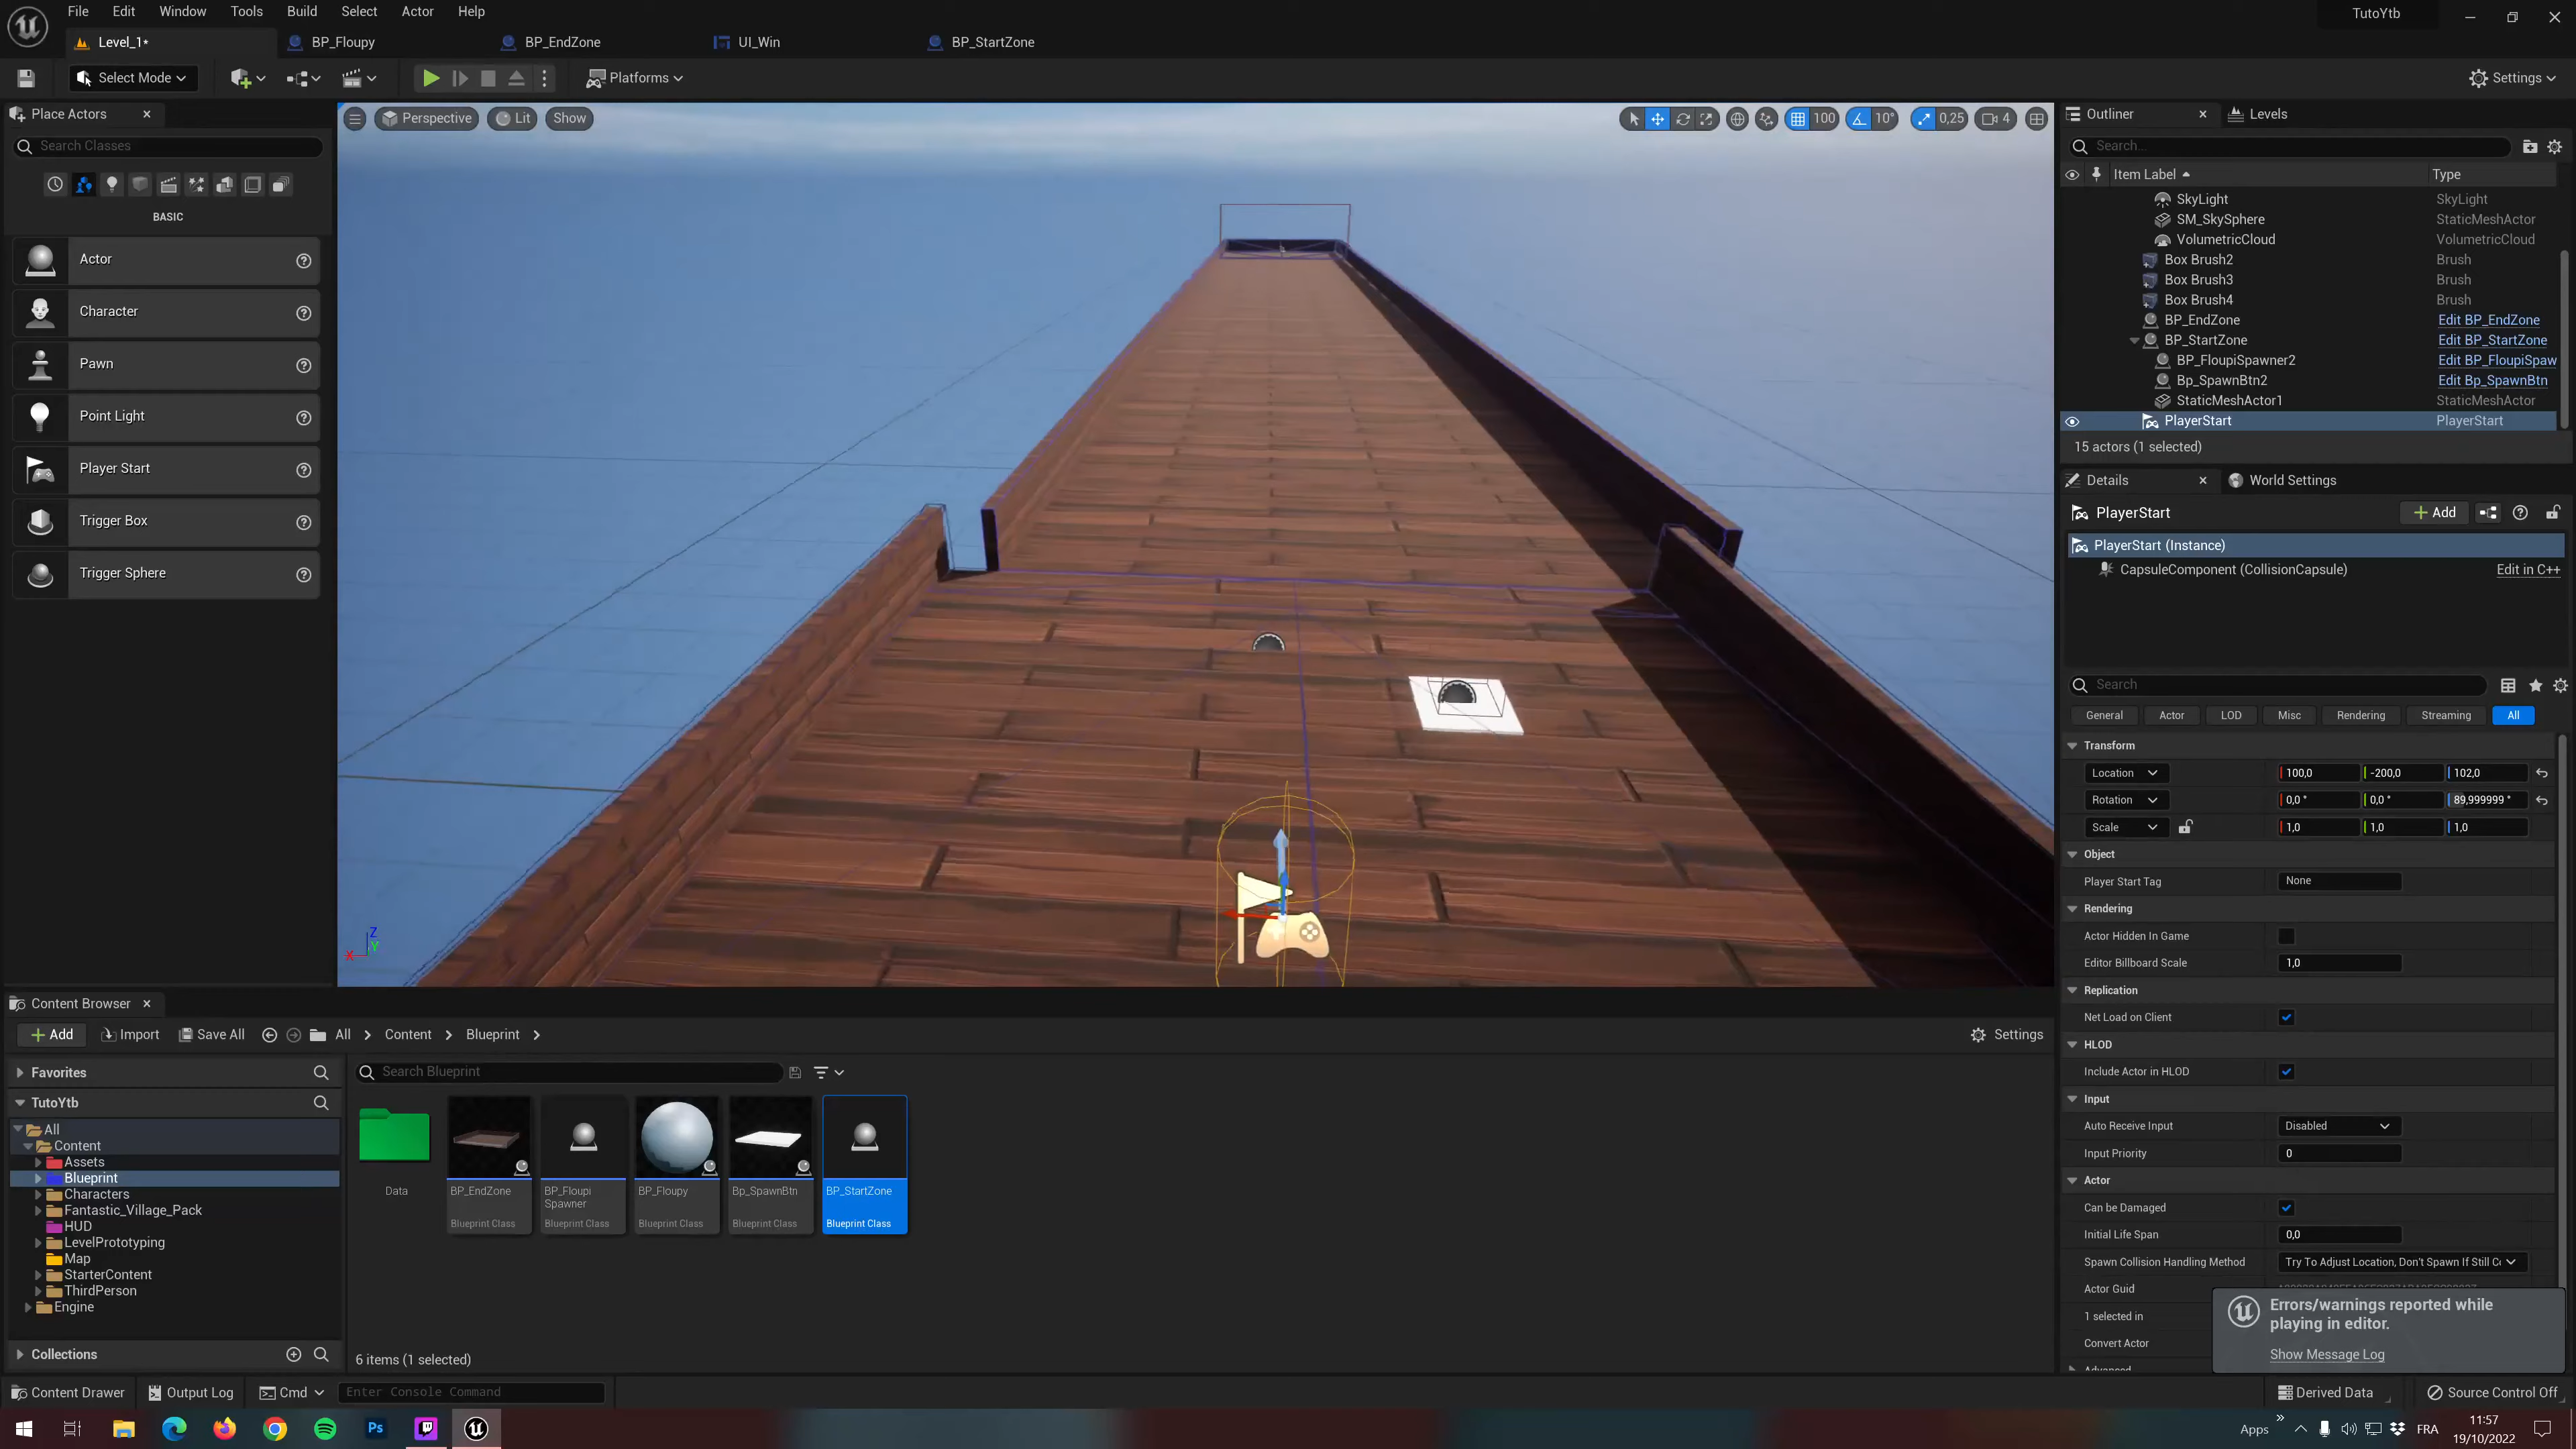 File Edit Window Tools Build Select Actor Help
TutoYtb
Level_1* BP_Floupy BP_EndZone UI_Win BP_StartZone
Select Mode Platforms Settings
Place Actors
Search Classes
BASIC
Actor
Character
Pawn
Point Light
Player Start
Trigger Box
Trigger Sphere
Perspective Lit Show 100 10° 0,25 4
Z
Y
X
Outliner Levels
Search...
Item Label Type
SkyLight SkyLight
SM_SkySphere StaticMeshActor
VolumetricCloud VolumetricCloud
Box Brush2 Brush
Box Brush3 Brush
Box Brush4 Brush
BP_EndZone Edit BP_EndZone
BP_StartZone Edit BP_StartZone
BP_FloupiSpawner2 Edit BP_FloupiSpaw
Bp_SpawnBtn2 Edit Bp_SpawnBtn
StaticMeshActor1 StaticMeshActor
PlayerStart PlayerStart
15 actors (1 selected)
Details World Settings
PlayerStart Add
PlayerStart (Instance)
CapsuleComponent (CollisionCapsule) Edit in C++
Search
General Actor LOD Misc Rendering Streaming All
Transform
Location 100,0 -200,0 102,0
Rotation 0,0 ° 0,0 ° 89,999999 °
Scale 1,0 1,0 1,0
Object
Player Start Tag None
Rendering
Actor Hidden In Game
Editor Billboard Scale 1,0
Replication
Net Load on Client
HLOD
Include Actor in HLOD
Input
Auto Receive Input Disabled
Input Priority 0
Actor
Can be Damaged
Initial Life Span 0,0
Spawn Collision Handling Method Try To Adjust Location, Don't Spawn If Still Co
Actor Guid
1 selected in
Convert Actor
Advanced
Errors/warnings reported while
playing in editor.
Show Message Log
Content Browser
Add Import Save All All Content Blueprint Settings
Favorites
TutoYtb
All
Content
Assets
Blueprint
Characters
Fantastic_Village_Pack
HUD
LevelPrototyping
Map
StarterContent
ThirdPerson
Engine
Collections
Search Blueprint
Data
BP_EndZone
Blueprint Class
BP_Floupi
Spawner
Blueprint Class
BP_Floupy
Blueprint Class
Bp_SpawnBtn
Blueprint Class
BP_StartZone
Blueprint Class
6 items (1 selected)
Content Drawer Output Log Cmd Enter Console Command Derived Data Source Control Off
Ps
Apps FRA 11:57
19/10/2022